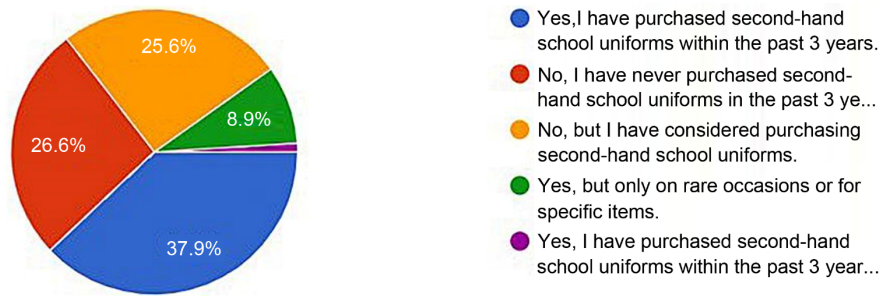 25.6%
8.9%
26.6%
37.9%
Yes,I have purchased second-hand
school uniforms within the past 3 years.
No, I have never purchased second-
hand school uniforms in the past 3 ye...
No, but I have considered purchasing
second-hand school uniforms.
Yes, but only on rare occasions or for
specific items.
Yes, I have purchased second-hand
school uniforms within the past 3 year...